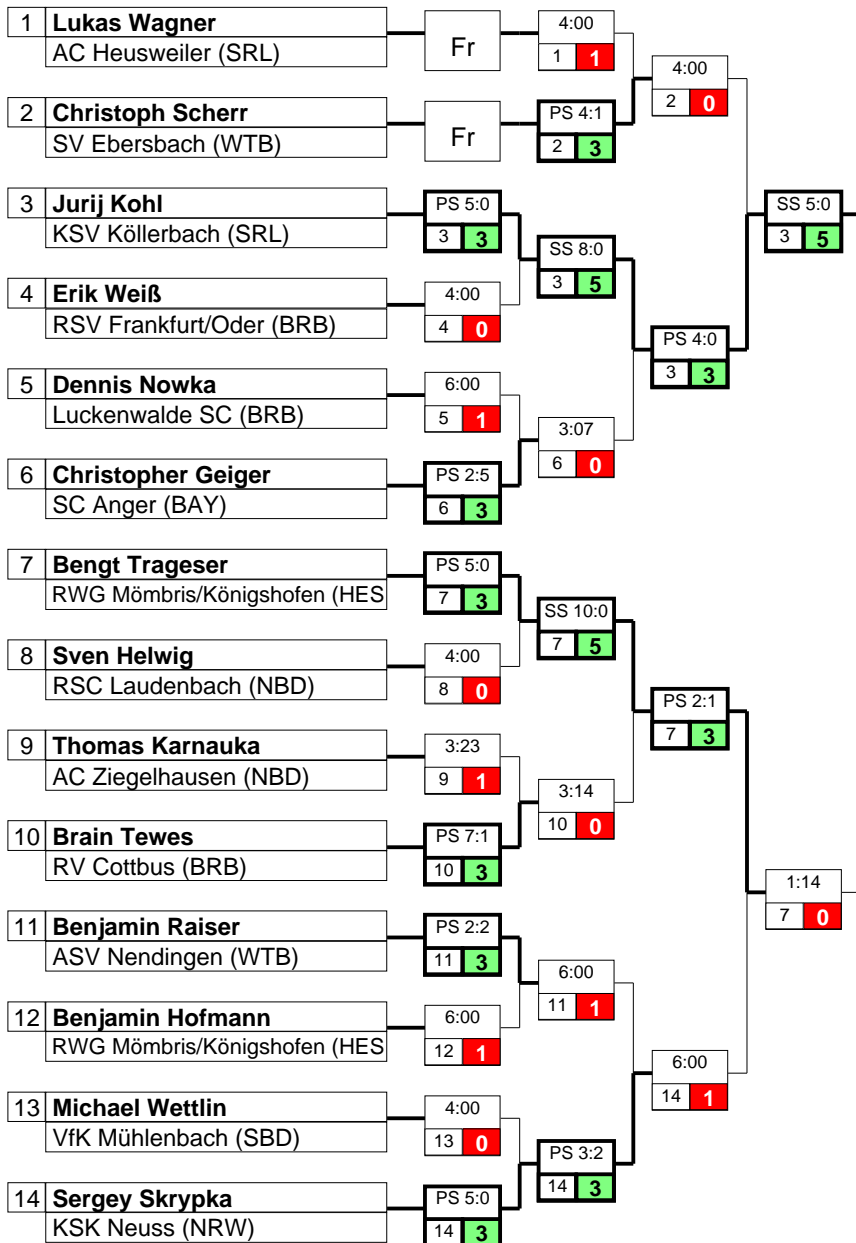 1 Lukas Wagner
AC Heusweiler (SRL)
Fr
4:00
1 1
4:00
2 0
2 Christoph Scherr
SV Ebersbach (WTB)
Fr
PS 4:1
2 3
3 Jurij Kohl
KSV Köllerbach (SRL)
PS 5:0
3 3
SS 8:0
3 5
SS 5:0
3 5
4 Erik Weiß
RSV Frankfurt/Oder (BRB)
4:00
4 0
PS 4:0
3 3
5 Dennis Nowka
Luckenwalde SC (BRB)
6:00
5 1
3:07
6 0
6 Christopher Geiger
SC Anger (BAY)
PS 2:5
6 3
7 Bengt Trageser
RWG Mömbris/Königshofen (HES
PS 5:0
7 3
SS 10:0
7 5
8 Sven Helwig
RSC Laudenbach (NBD)
4:00
8 0
PS 2:1
7 3
9 Thomas Karnauka
AC Ziegelhausen (NBD)
3:23
9 1
3:14
10 0
10 Brain Tewes
RV Cottbus (BRB)
PS 7:1
10 3
1:14
7 0
11 Benjamin Raiser
ASV Nendingen (WTB)
PS 2:2
11 3
6:00
11 1
12 Benjamin Hofmann
RWG Mömbris/Königshofen (HES
6:00
12 1
6:00
14 1
13 Michael Wettlin
VfK Mühlenbach (SBD)
4:00
13 0
PS 3:2
14 3
14 Sergey Skrypka
KSK Neuss (NRW)
PS 5:0
14 3